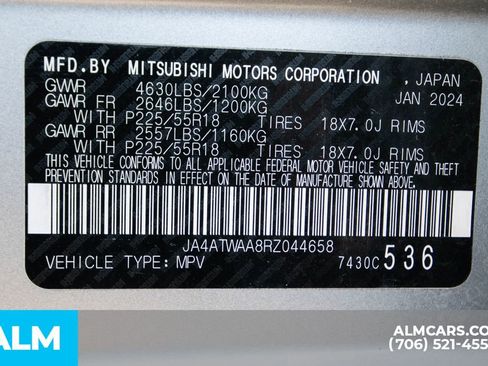 MFD.BY MITSUBISHI MOTORS CORPORATION , JAPAN
GVWR 4630LBS/2100KG JAN 2024
GAWR FR 2646LBS/1200KG
WITH P225/55R18 TIRES 18X7.0J RIMS
GAWR RR 2557LBS/1160KG
WITH P225/55R18 TIRES 18X7.0J RIMS
THIS VEHICLE CONFORMS TO ALL APPLICABLE FEDERAL MOTOR VEHICLE SAFETY AND THEFT
PREVENTION STANDARDS IN EFFECT ON THE DATE OF MANUFACTURE SHOWN ABOVE.
JA4ATWAA8RZ044658
VEHICLE TYPE: MPV 7430C 536
ALM
ALMCARS.CO
(706) 521-455